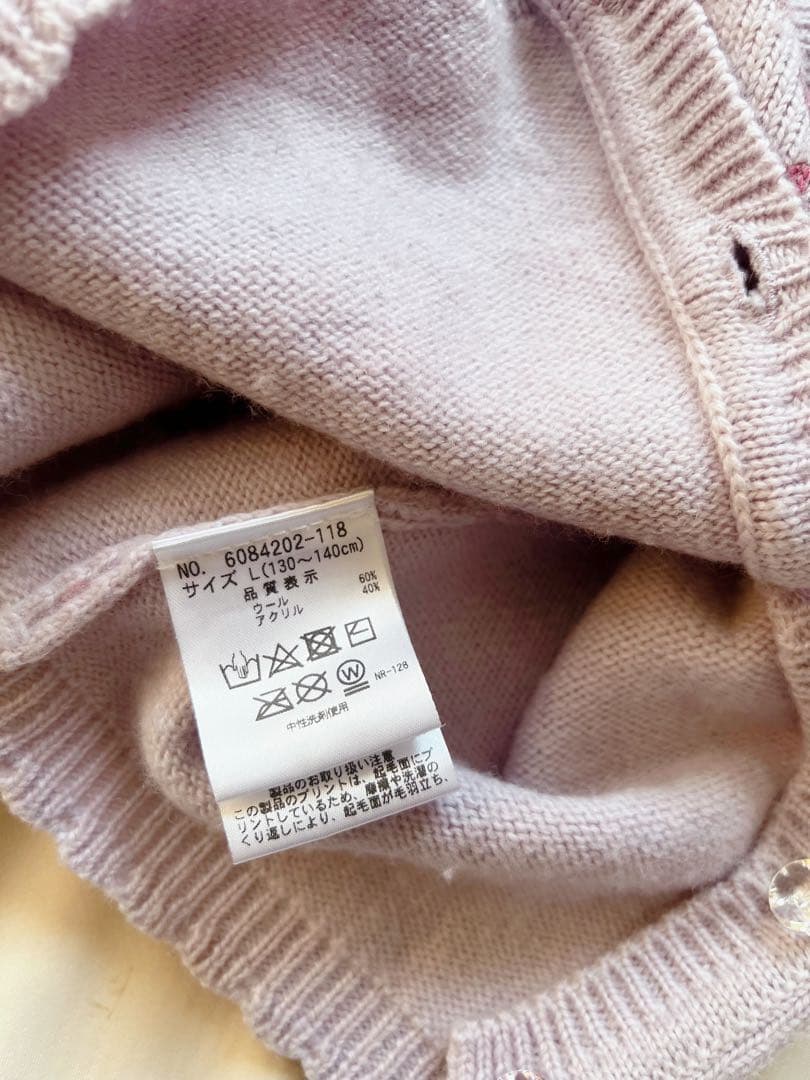 NO. 6084202-118
サイズ L(130～140cm)
品質表示
ウール 60%
アクリル 40%
W
NR-128
中性洗剤使用
製品のお取り扱い注意
この製品のプリントは、起毛面にプ
リントしているため、摩擦や洗濯の
くり返しにより、起毛面が毛羽立ち、